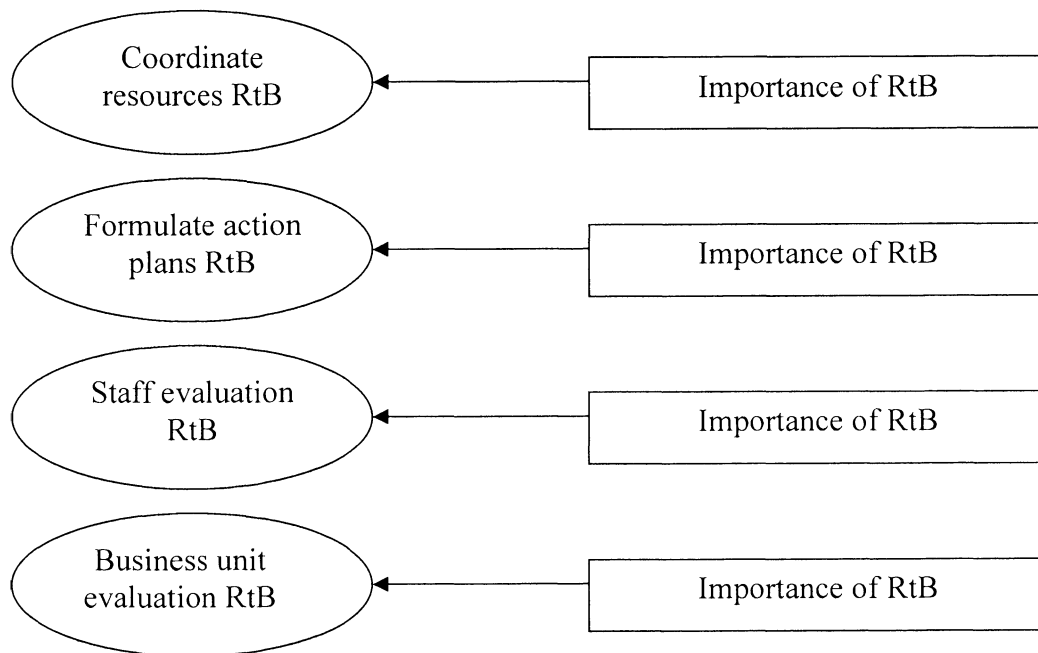 Coordinate
resources RtB
Importance of RtB
Formulate action
plans RtB
Importance of RtB
Staff evaluation
RtB
Importance of RtB
Business unit
evaluation RtB
Importance of RtB